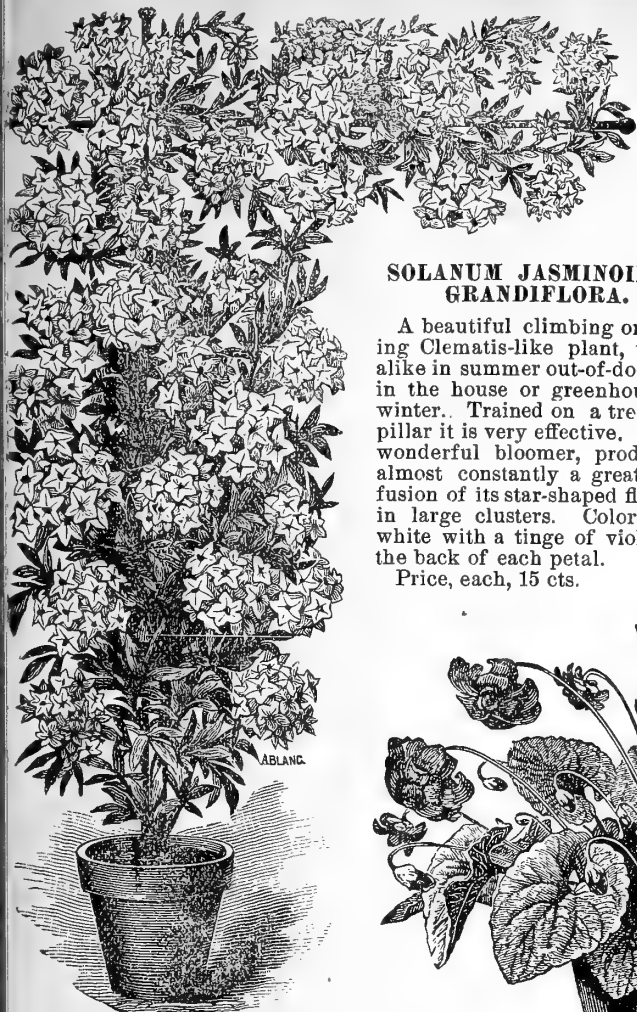 SOLANUM JASMINOI
GRANDIFLORA.
A beautiful climbing or
ing Clematis-like plant,
alike in summer out-of-do
in the house or greenhou
winter.. Trained on a tre
pillar it is very effective.
wonderful bloomer, prod
almost constantly a great
fusion of its star-shaped fl
in large clusters. Color
white with a tinge of viol
the back of each petal.
Price, each, 15 cts.
A.BLANC.